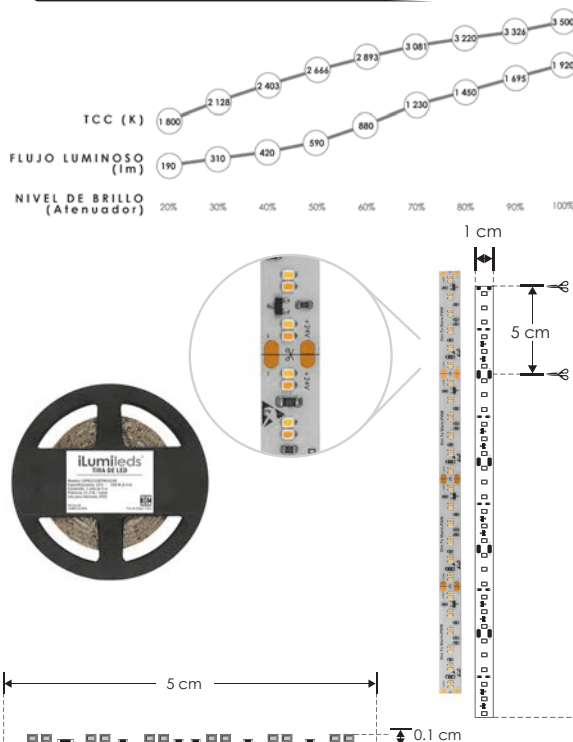 3 500
3 326
3 220
3 081
2 893
2 666
2 403
2 128
TCC (K)
1 800
1 920
1 695
1 450
1 230
880
590
420
310
190
FLUJO LUMINOSO
(lm)
NIVEL DE BRILLO
(Atenuador)
20% 30% 40% 50% 60% 70% 80% 90% 100%
1 cm
5 cm
+24V
+24V
iLumileds®
TIRA DE LED
5 cm
0.1 cm